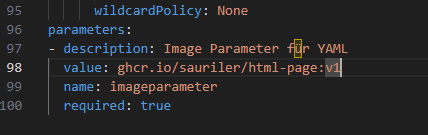 95 wildcardPolicy: None
96 parameters:
97 - description: Image Parameter für YAML
98 value: ghcr.io/sauriler/html-page:v1
99 name: imageparameter
100 required: true